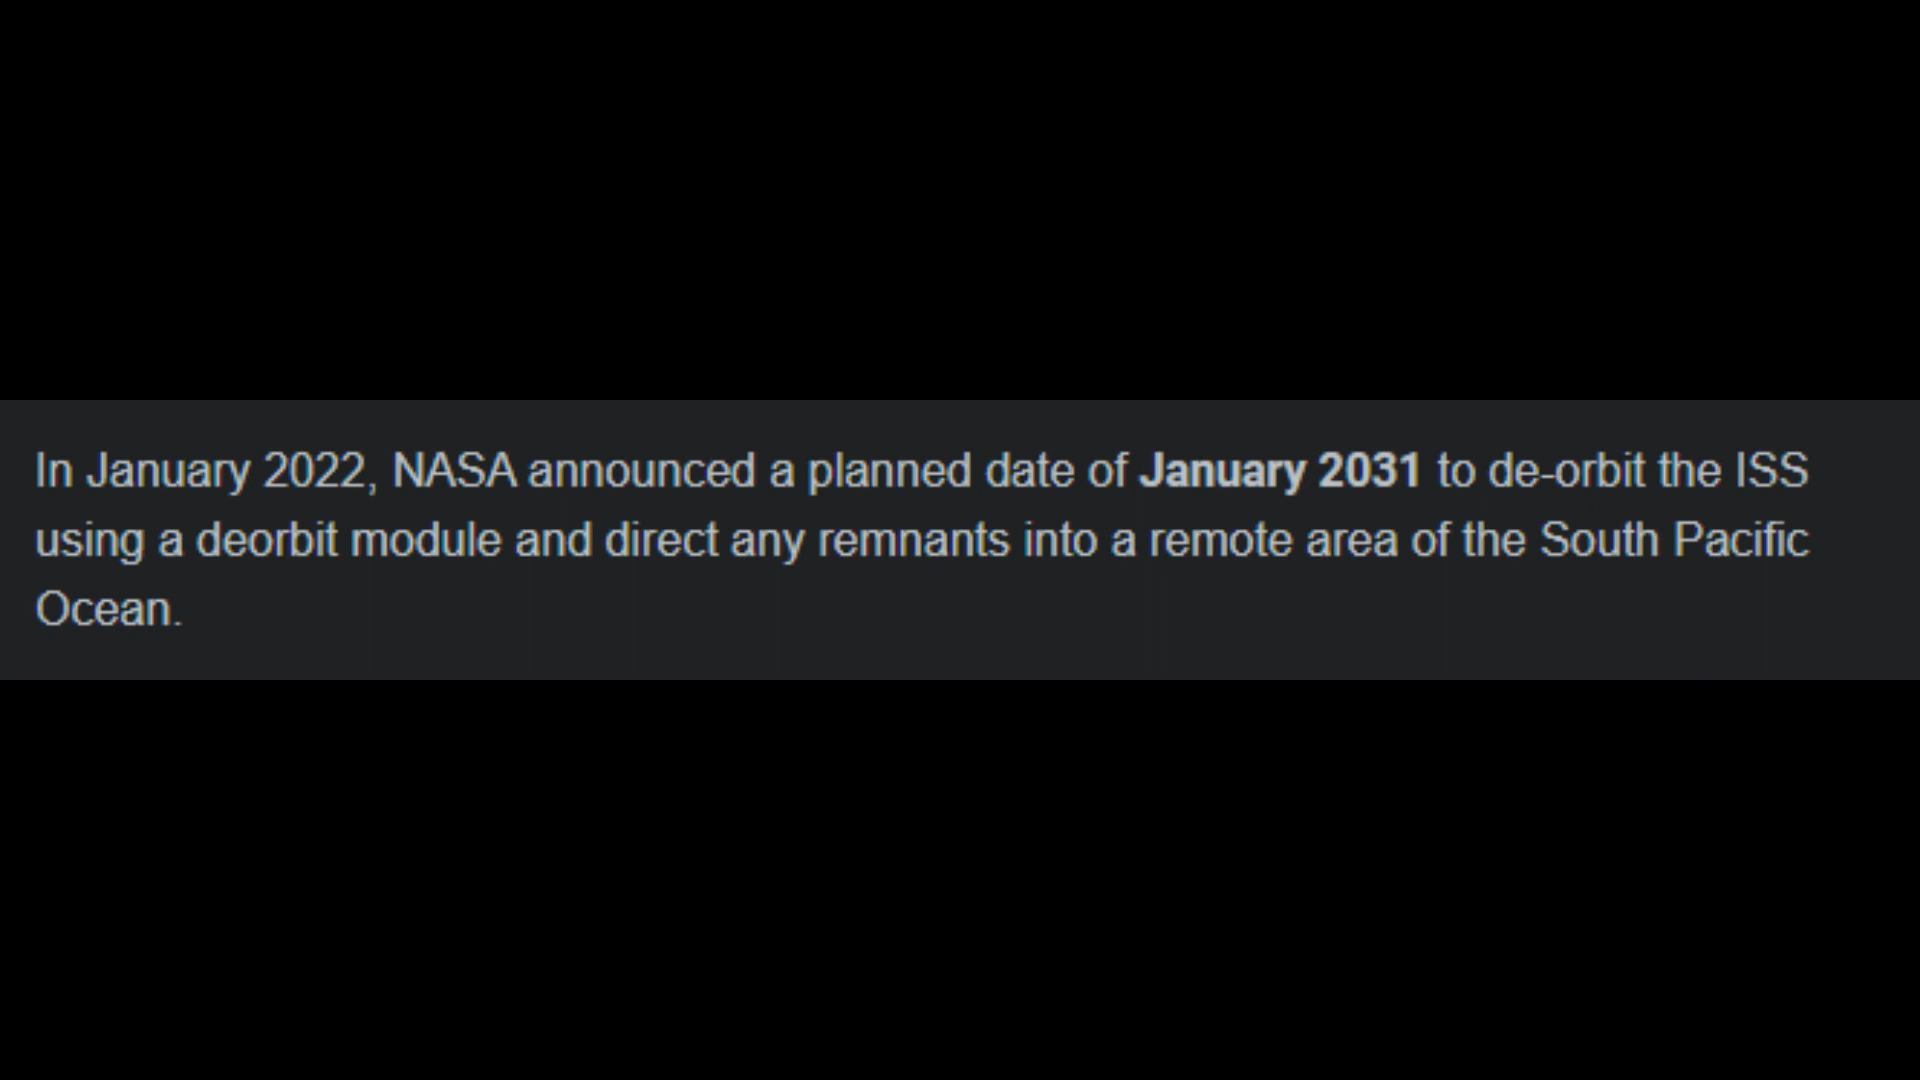 In January 2022, NASA announced a planned date of January 2031 to de-orbit the ISS
using a deorbit module and direct any remnants into a remote area of the South Pacific
Ocean.